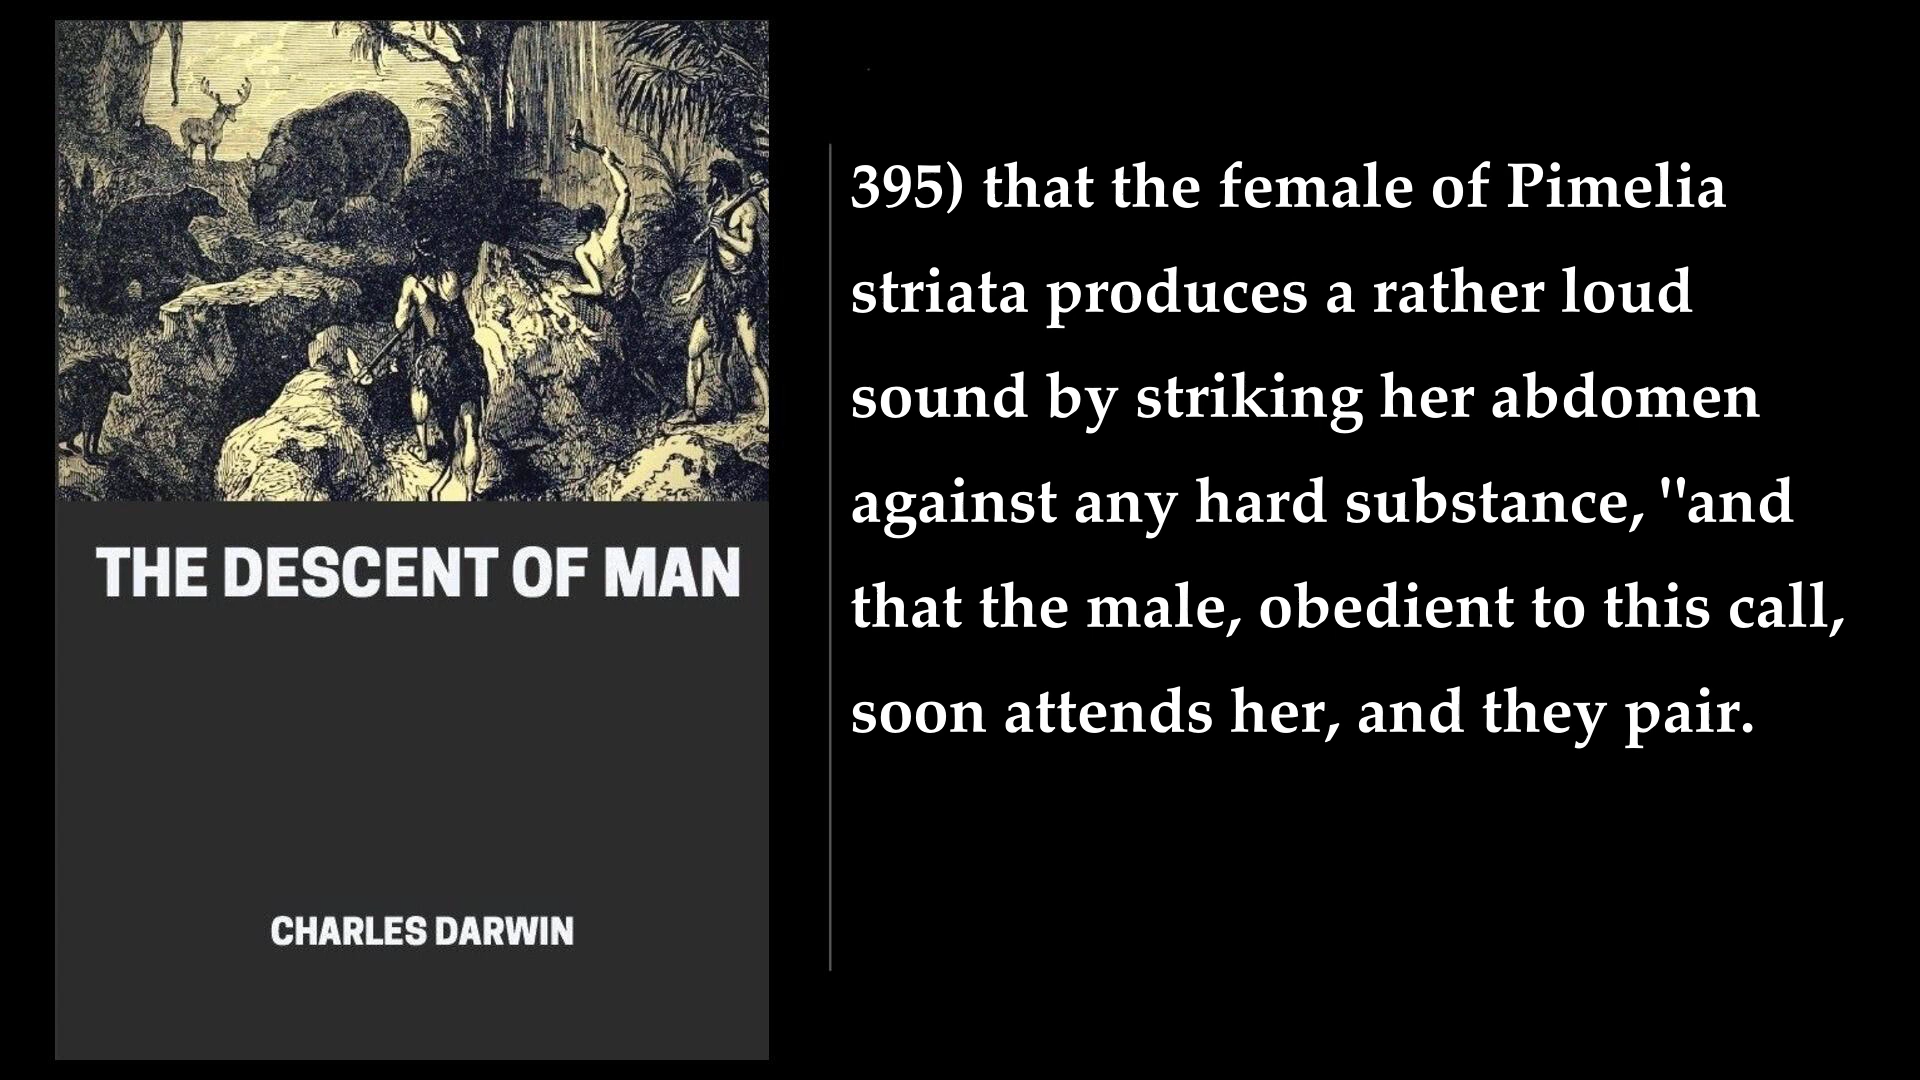 THE DESCENT OF MAN
CHARLES DARWIN
395) that the female of Pimelia
striata produces a rather loud
sound by striking her abdomen
against any hard substance, "and
that the male, obedient to this call,
soon attends her, and they pair.